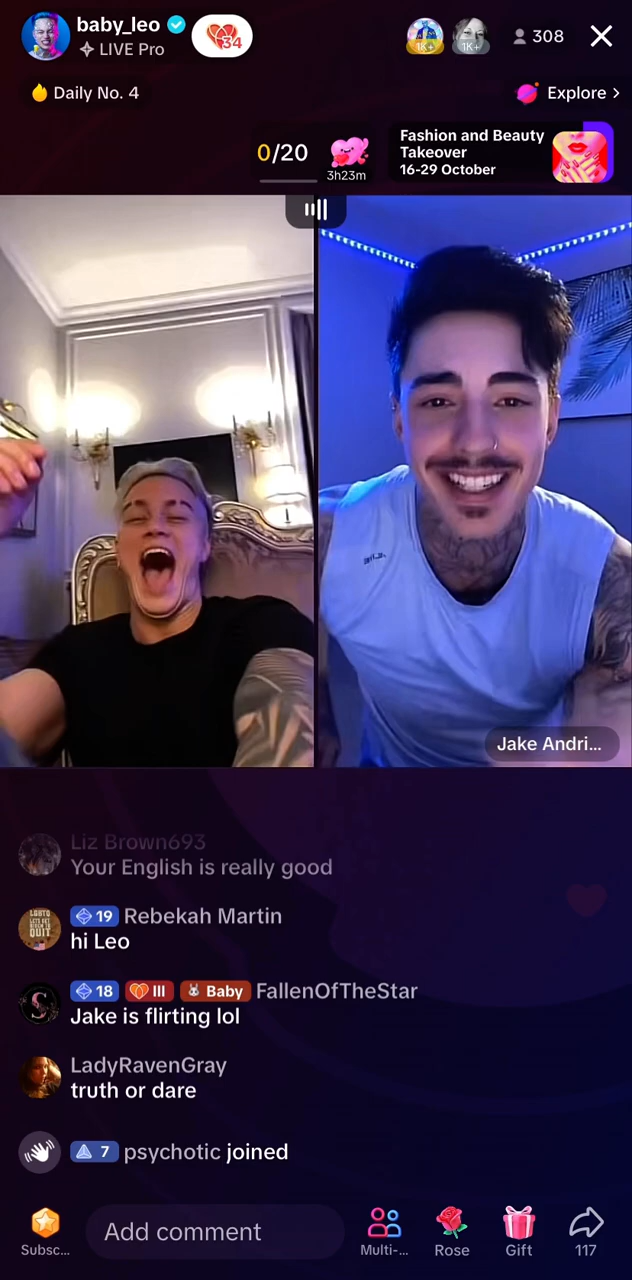 baby_leo
LIVE Pro
34
1K+
1K+
308
Daily No. 4
Explore >
0/20
3h23m
Fashion and Beauty
Takeover
16-29 October
Jake Andri...
Liz Brown693
Your English is really good
19 Rebekah Martin
hi Leo
18 III Baby FallenOfTheStar
Jake is flirting lol
LadyRavenGray
truth or dare
7 psychotic joined
Subsc...
Add comment
Multi-...
Rose
Gift
117